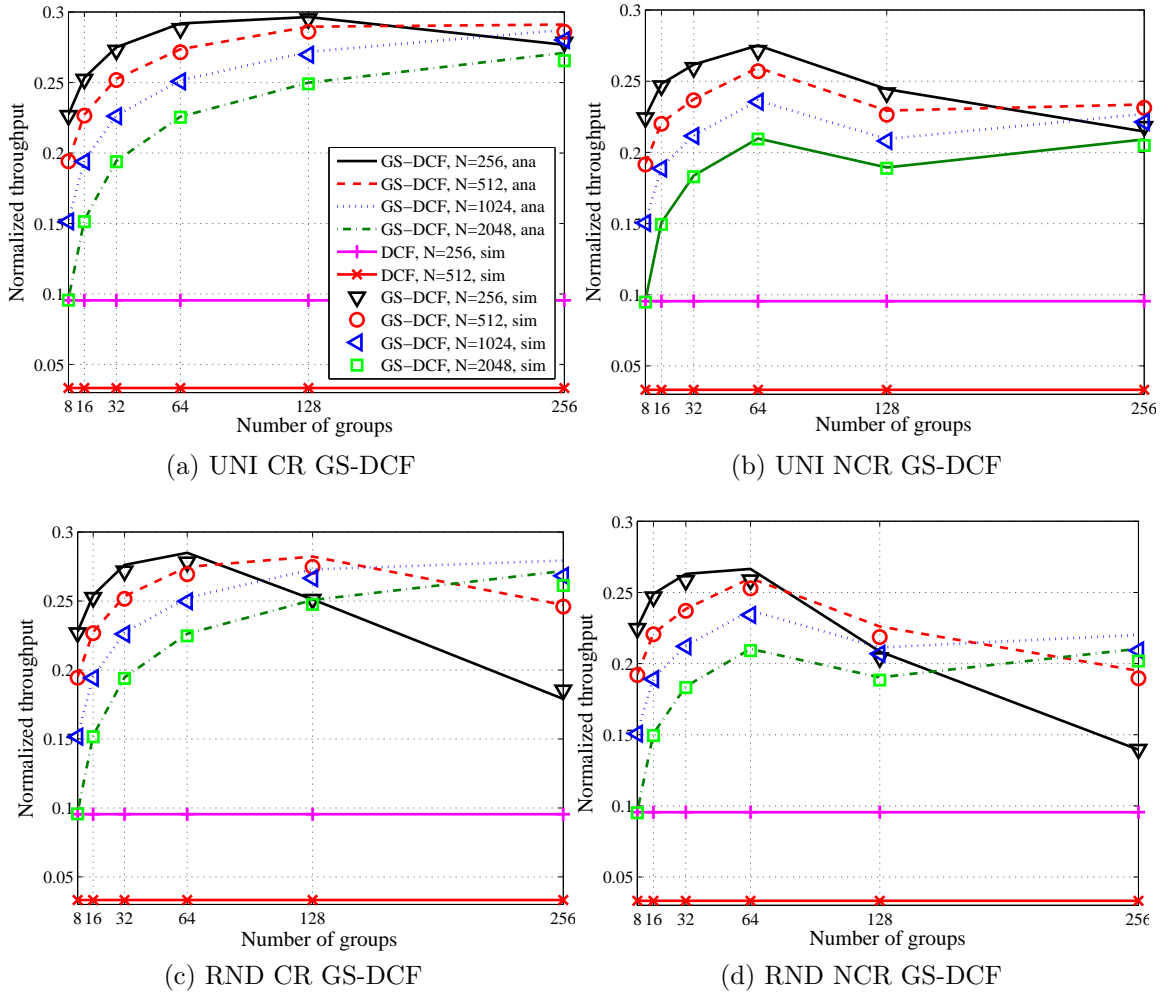 0.3
0.25
0.2
0.15
0.1
0.05
Normalized throughput
8 16 32 64 128 256
Number of groups
GS-DCF, N=256, ana
GS-DCF, N=512, ana
GS-DCF, N=1024, ana
GS-DCF, N=2048, ana
DCF, N=256, sim
DCF, N=512, sim
GS-DCF, N=256, sim
GS-DCF, N=512, sim
GS-DCF, N=1024, sim
GS-DCF, N=2048, sim
(a) UNI CR GS-DCF
0.3
0.25
0.2
0.15
0.1
0.05
Normalized throughput
8 16 32 64 128 256
Number of groups
(b) UNI NCR GS-DCF
0.3
0.25
0.2
0.15
0.1
0.05
Normalized throughput
8 16 32 64 128 256
Number of groups
(c) RND CR GS-DCF
0.3
0.25
0.2
0.15
0.1
0.05
Normalized throughput
8 16 32 64 128 256
Number of groups
(d) RND NCR GS-DCF